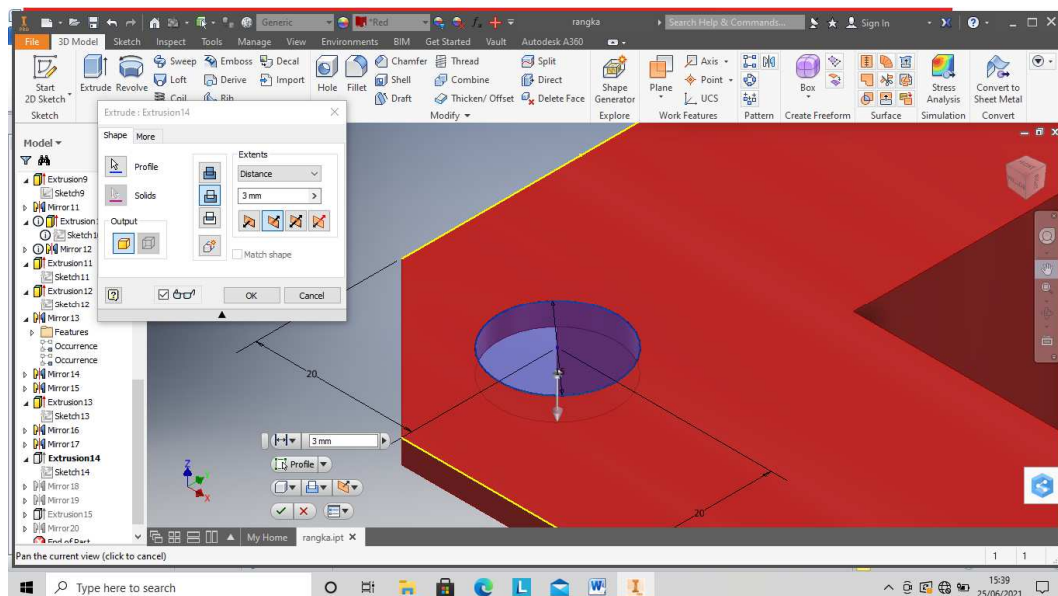 Generic
*Red
rangka
Search Help & Commands...
Sign In
File 3D Model Sketch Inspect Tools Manage View Environments BIM Get Started Vault Autodesk A360
Start
2D Sketch
Extrude Revolve
Sweep Emboss Decal
Loft Derive Import
Coil Rib
Hole Fillet
Chamfer Thread Split
Shell Combine Direct
Draft Thicken/ Offset Delete Face
Shape
Generator
Plane
Axis
Point
UCS
Box
Stress
Analysis
Convert to
Sheet Metal
Sketch Modify Explore Work Features Pattern Create Freeform Surface Simulation Convert
Extrude : Extrusion14
Shape More
Profile
Solids
Output
Extents
Distance
3 mm
Match shape
OK Cancel
Model
Extrusion9
Sketch9
Mirror11
Extrusion
Mirror12
Extrusion11
Sketch11
Extrusion12
Sketch12
Mirror13
Features
Occurrence
Occurrence
Mirror14
Mirror15
Extrusion13
Sketch13
Mirror16
Mirror17
Extrusion14
Sketch14
Mirror18
Mirror19
Extrusion15
Mirror20
End of Part
20
20
3 mm
Profile
Z
X
My Home rangka.ipt
Pan the current view (click to cancel)
1 1
Type here to search
15:39
25/06/2021